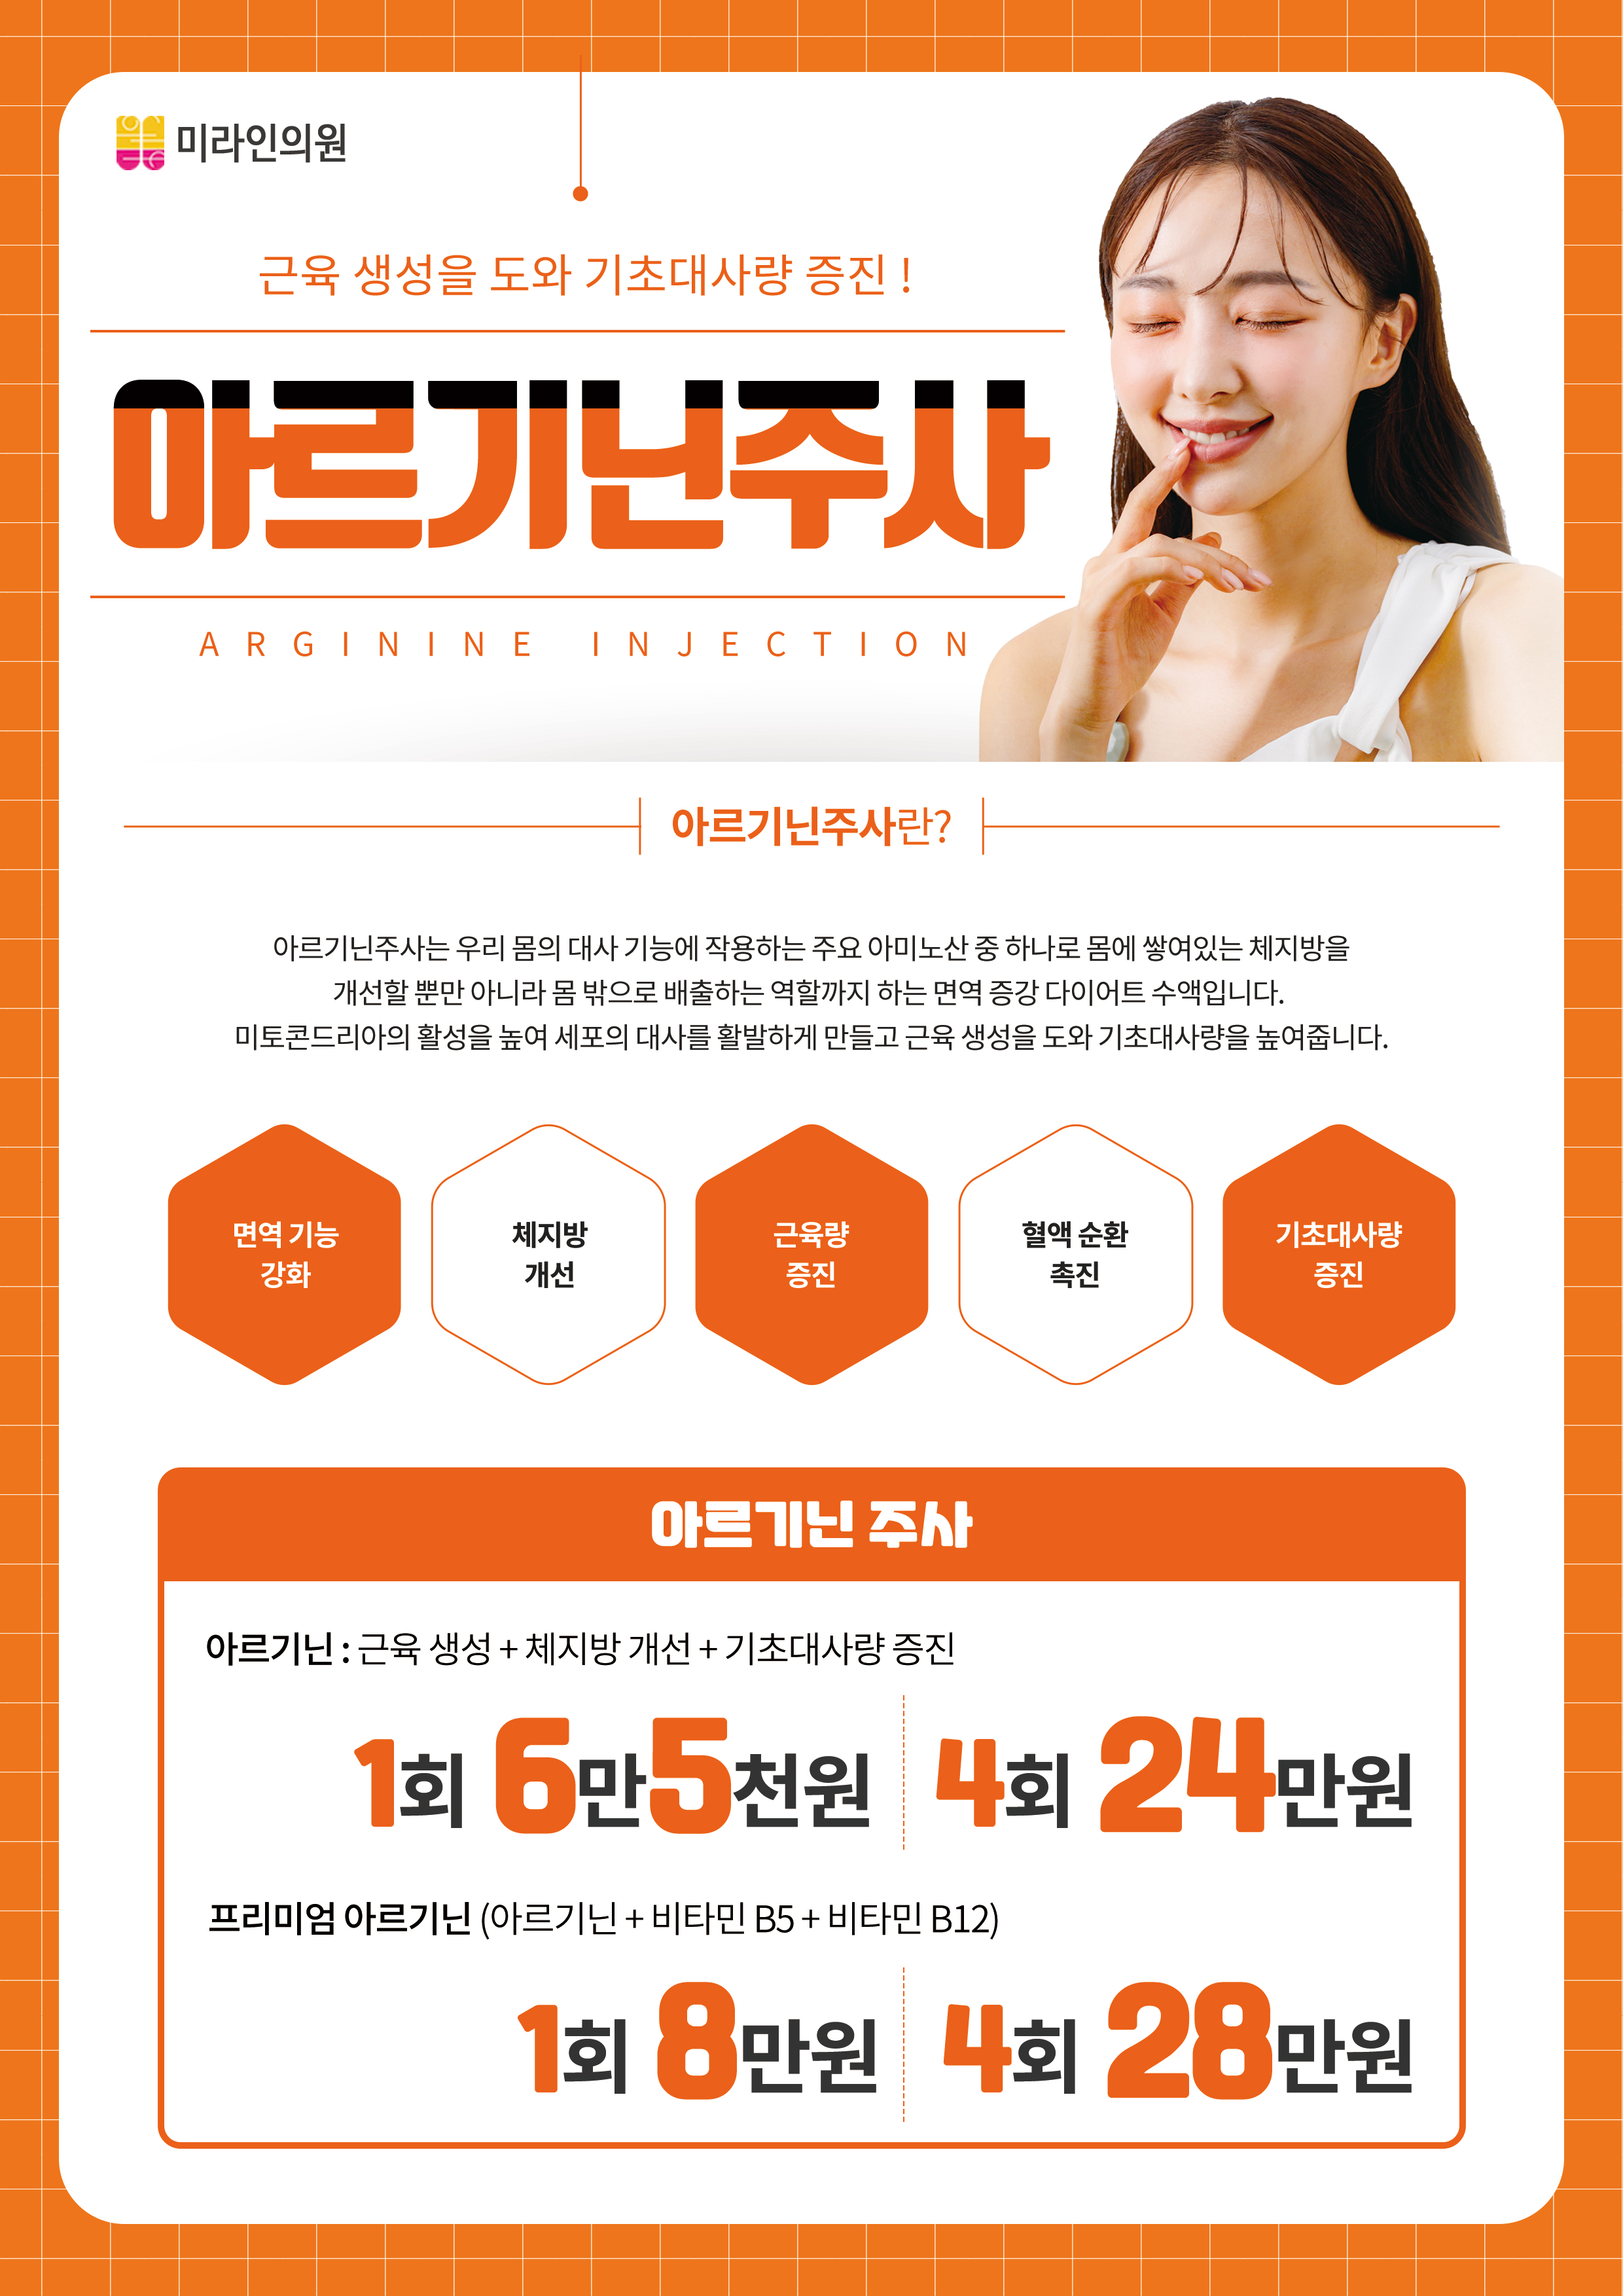 미라인의원
근육 생성을 도와 기초대사량 증진 !
아르기닌주사
ARGININE INJECTION
아르기닌주사란?
아르기닌주사는 우리 몸의 대사 기능에 작용하는 주요 아미노산 중 하나로 몸에 쌓여있는 체지방을
개선할 뿐만 아니라 몸 밖으로 배출하는 역할까지 하는 면역 증강 다이어트 수액입니다.
미토콘드리아의 활성을 높여 세포의 대사를 활발하게 만들고 근육 생성을 도와 기초대사량을 높여줍니다.
면역 기능
강화
체지방
개선
근육량
증진
혈액 순환
촉진
기초대사량
증진
아르기닌 주사
아르기닌 : 근육 생성 + 체지방 개선 + 기초대사량 증진
1회 6만5천원
4회 24만원
프리미엄 아르기닌 (아르기닌 + 비타민 B5 + 비타민 B12)
1회 8만원
4회 28만원